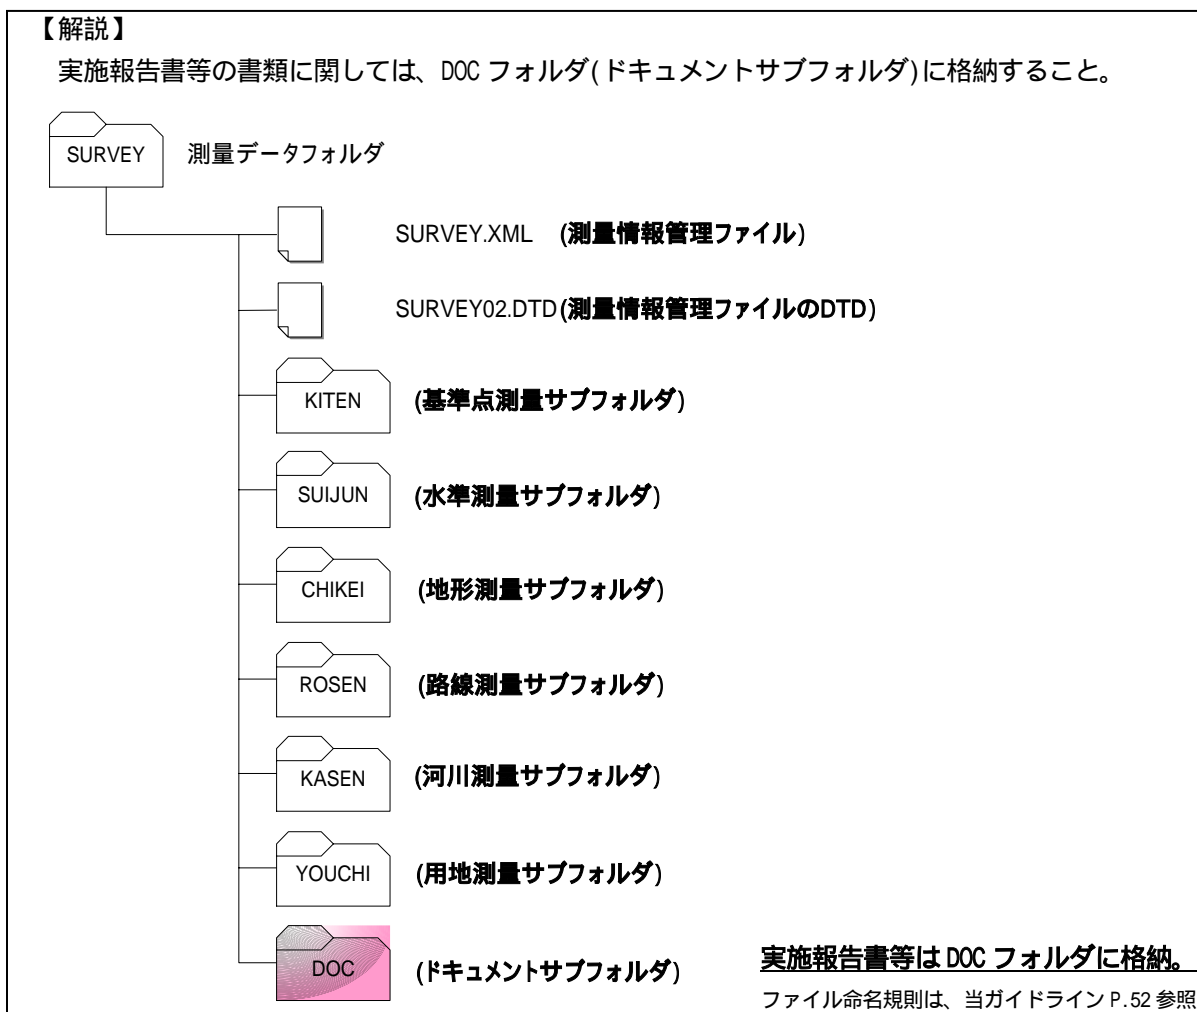 【解説】
実施報告書等の書類に関しては、DOC フォルダ(ドキュメントサブフォルダ)に格納すること。
SURVEY 測量データフォルダ
SURVEY.XML (測量情報管理ファイル)
SURVEY02.DTD(測量情報管理ファイルのDTD)
KITEN (基準点測量サブフォルダ)
SUIJUN (水準測量サブフォルダ)
CHIKEI (地形測量サブフォルダ)
ROSEN (路線測量サブフォルダ)
KASEN (河川測量サブフォルダ)
YOUCHI (用地測量サブフォルダ)
DOC (ドキュメントサブフォルダ) 実施報告書等は DOC フォルダに格納。
ファイル命名規則は、当ガイドライン P.52 参照